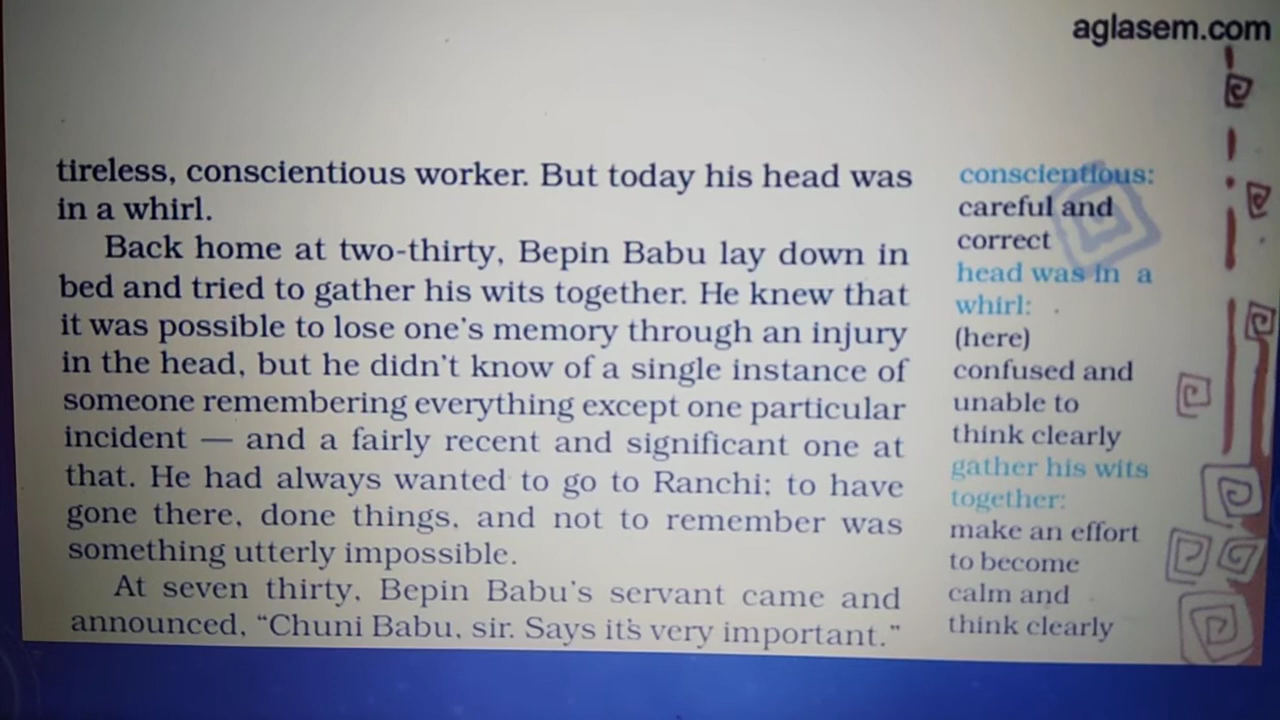 aglasem.com
tireless, conscientious worker. But today his head was
in a whirl.
Back home at two-thirty, Bepin Babu lay down in
bed and tried to gather his wits together. He knew that
it was possible to lose one's memory through an injury
in the head, but he didn't know of a single instance of
someone remembering everything except one particular
incident — and a fairly recent and significant one at
that. He had always wanted to go to Ranchi; to have
gone there, done things, and not to remember was
something utterly impossible.
At seven thirty, Bepin Babu's servant came and
announced, “Chuni Babu, sir. Says it's very important.”
conscientious:
careful and
correct
head was in a
whirl:
(here)
confused and
unable to
think clearly
gather his wits
together:
make an effort
to become
calm and
think clearly